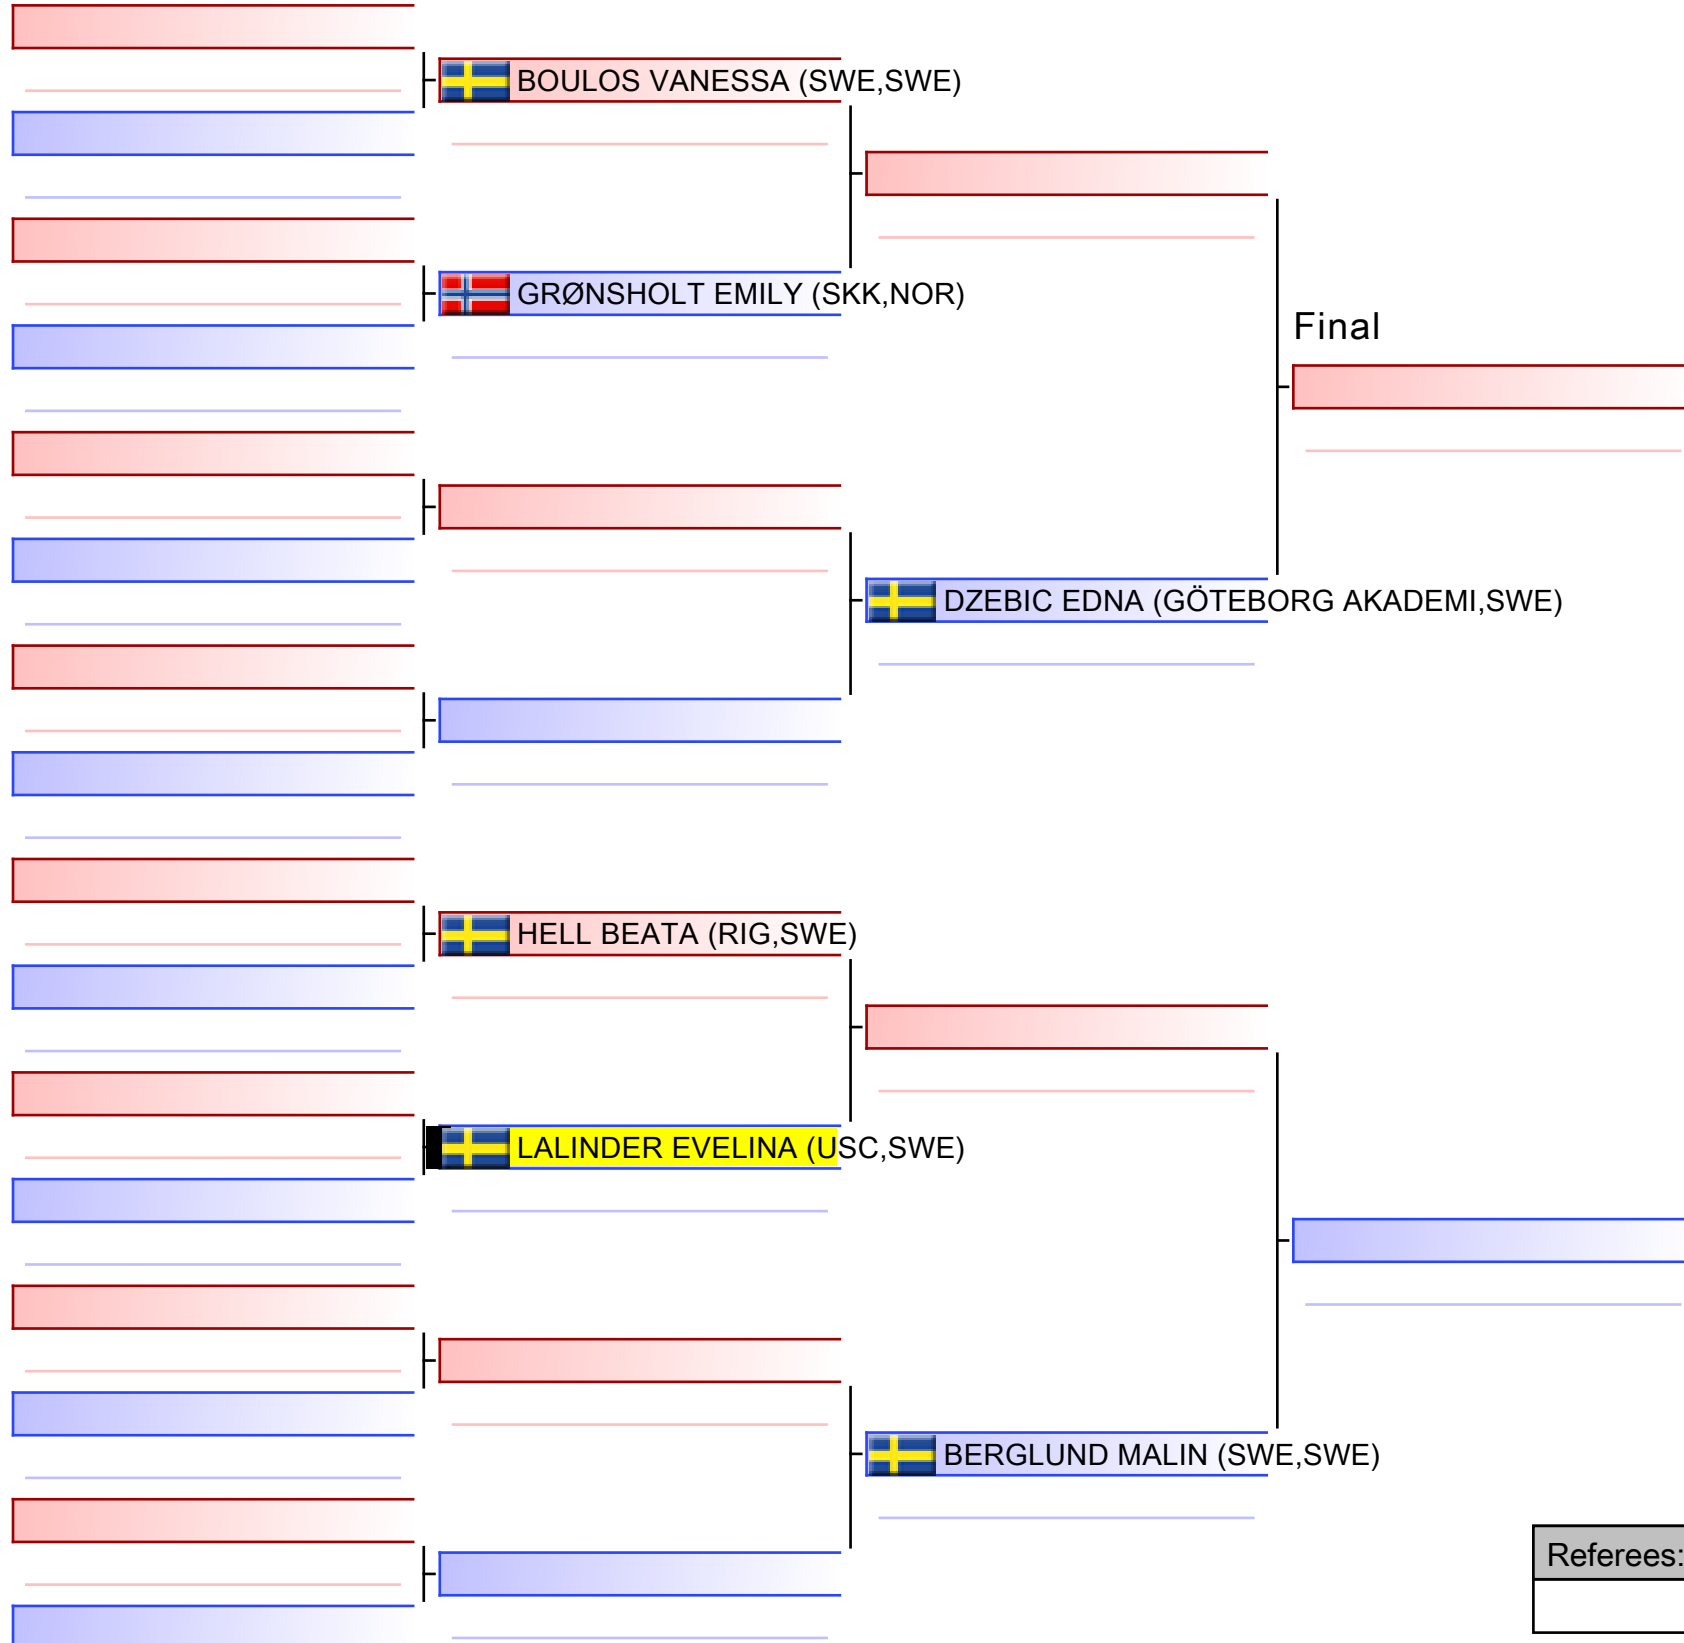 BOULOS VANESSA (SWE,SWE)
GRØNSHOLT EMILY (SKK,NOR)
Final
DZEBIC EDNA (GÖTEBORG AKADEMI,SWE)
HELL BEATA (RIG,SWE)
LALINDER EVELINA (USC,SWE)
BERGLUND MALIN (SWE,SWE)
Referees: